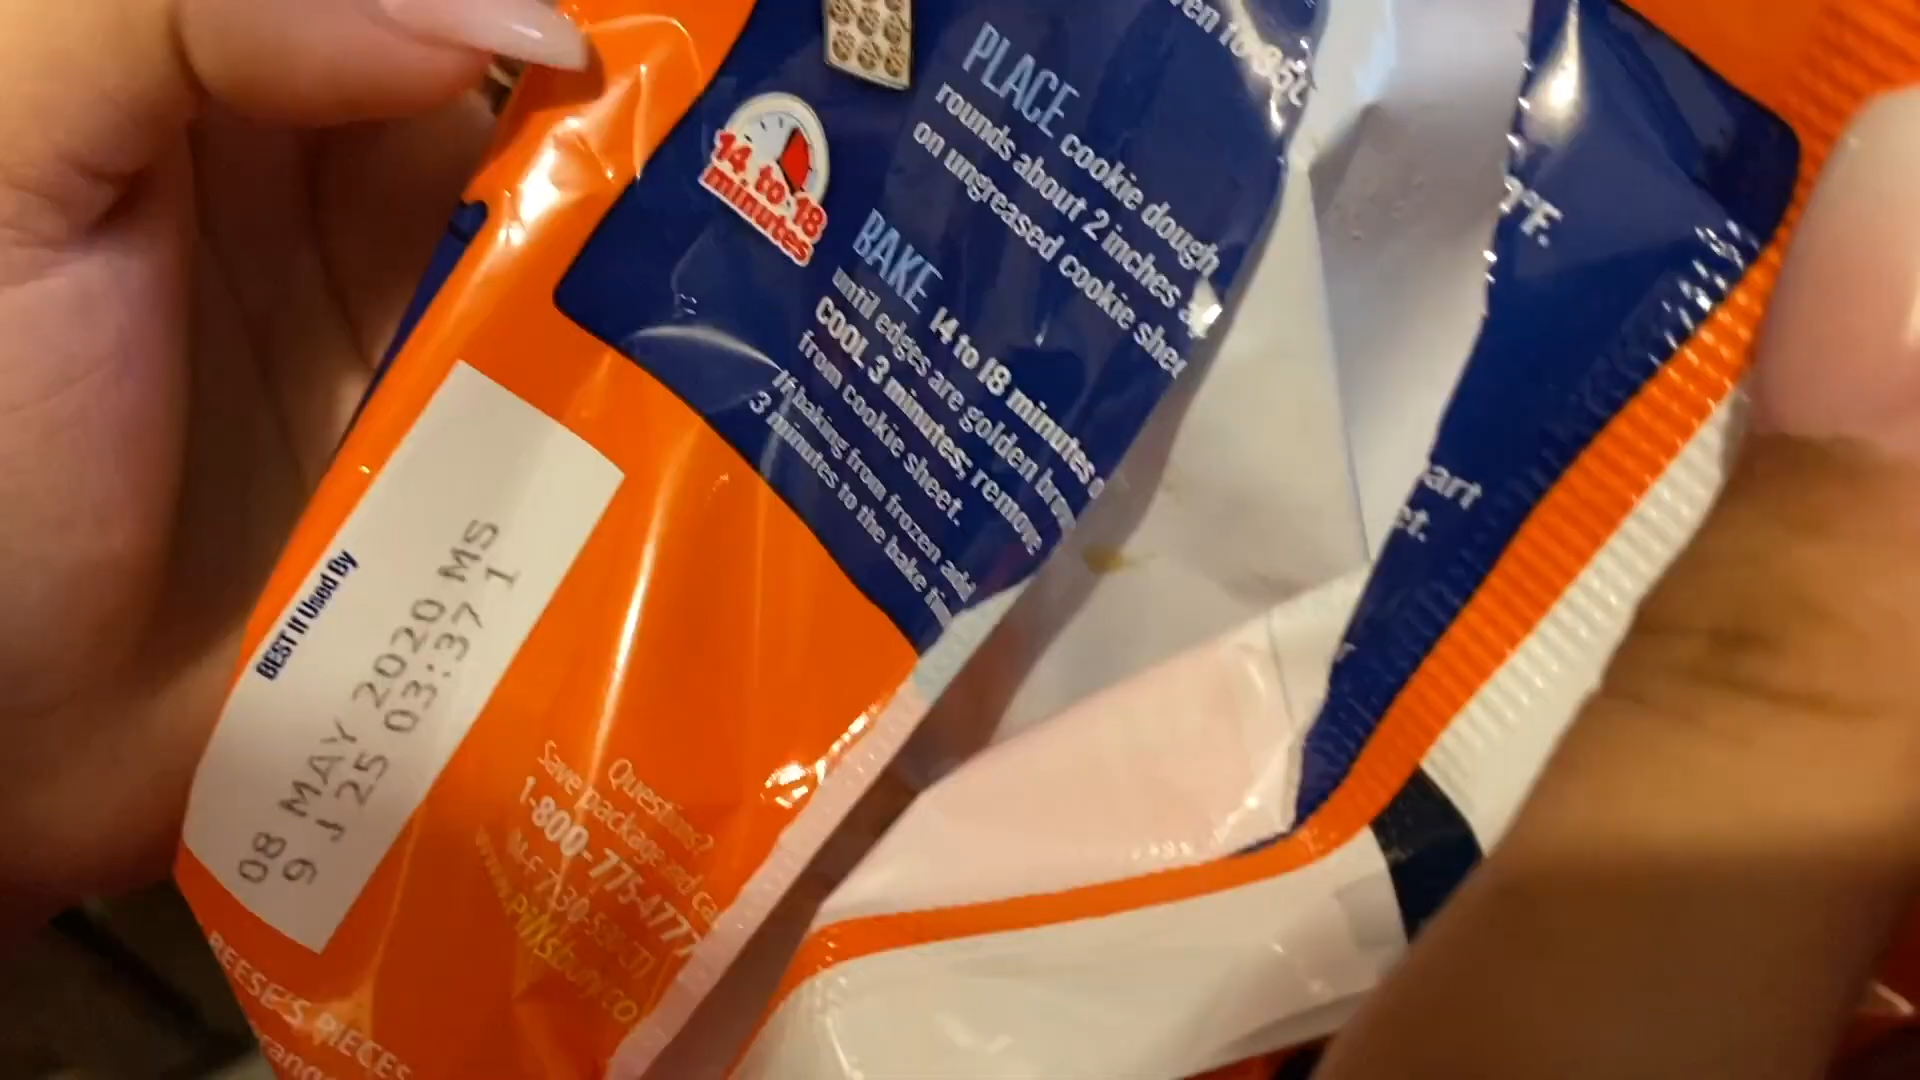 PLACE cookie dough
rounds about 2 inches
on ungreased cookie
14 to 18
minutes
BAKE 14 to 18 minutes
until edges are golden
COOL 3 minutes; remove
from cookie sheet.
If baking from frozen add
3 minutes to the bake
°F.
BEST If Used By
08 MAY 2020 MS
9 J 25 03:37 1
Questions?
Save package and
1-800-775-4777
REESE'S PIECES